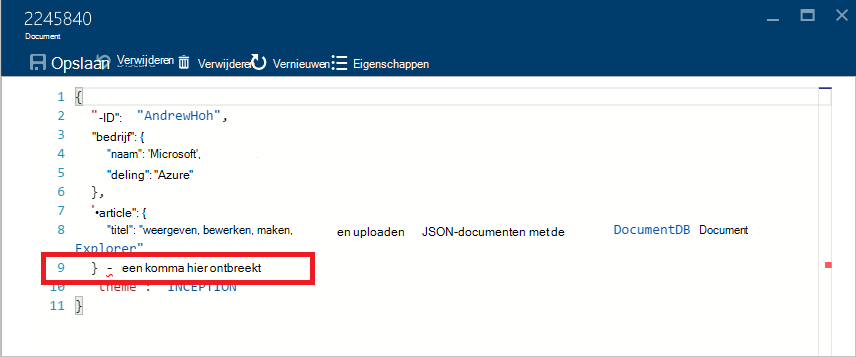 2245840
Document
Opslaan Verwijderen Verwijderen Vernieuwen Eigenschappen
1 {
2 "-ID": "AndrewHoh",
3 "bedrijf": {
4 "naam": 'Microsoft',
5 "deling": "Azure"
6 },
7 '•article": {
8 "titel": "weergeven, bewerken, maken, en uploaden JSON-documenten met de DocumentDB Document
Explorer"
9 } - een komma hier ontbreekt
10 "theme": "INCEPTION"
11 }